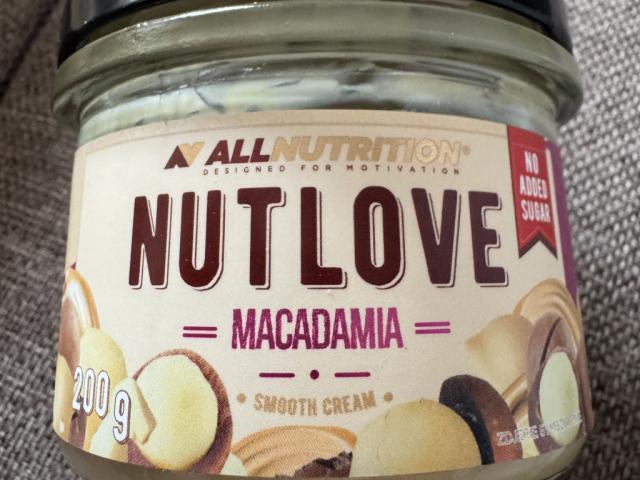 ALLNUTRITION®
DESIGNED FOR MOTIVATION
NO
ADDED
SUGAR
NUTLOVE
MACADAMIA
• SMOOTH CREAM •
200 g